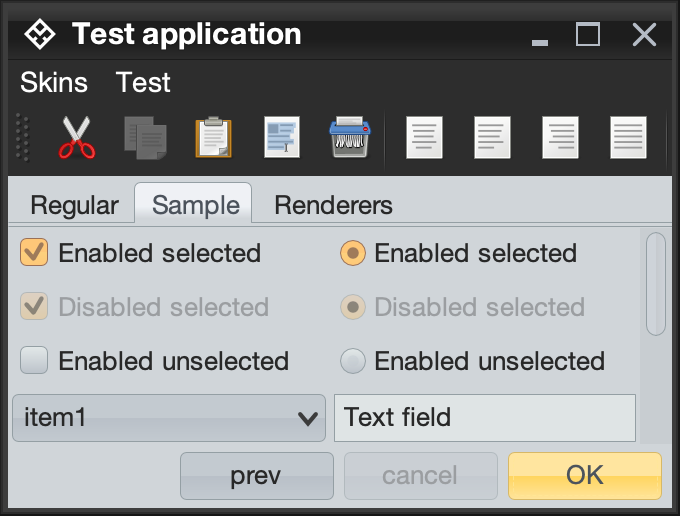 Test application
Skins Test
Regular Sample Renderers
Enabled selected Enabled selected
Disabled selected Disabled selected
Enabled unselected Enabled unselected
item1 Text field
prev cancel OK